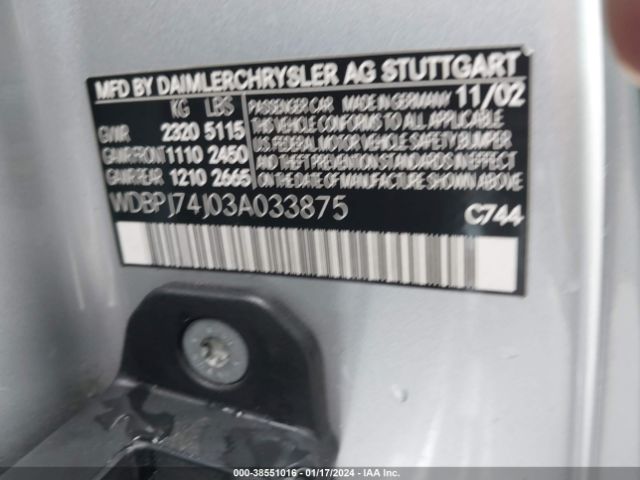 MFD BY DAIMLERCHRYSLER AG STUTTGART
KG LBS
GVWR 2320 5115
GAWR FRONT 1110 2450
GAWR REAR 1210 2665
PASSENGER CAR MADE IN GERMANY 11/02
THIS VEHICLE CONFORMS TO ALL APPLICABLE
U.S. FEDERAL MOTOR VEHICLE SAFETY BUMPER
AND THEFT PREVENTION STANDARDS IN EFFECT
ON THE DATE OF MANUFACTURE SHOWN ABOVE
WDBPJ74J03A033875
C744
000-38551016 - 01/17/2024 - IAA Inc.